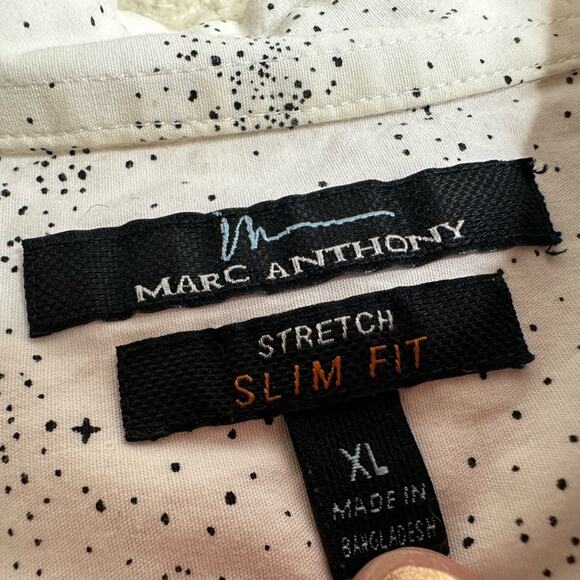 MARC ANTHONY
STRETCH
SLIM FIT
XL
MADE IN
BANGLADESH